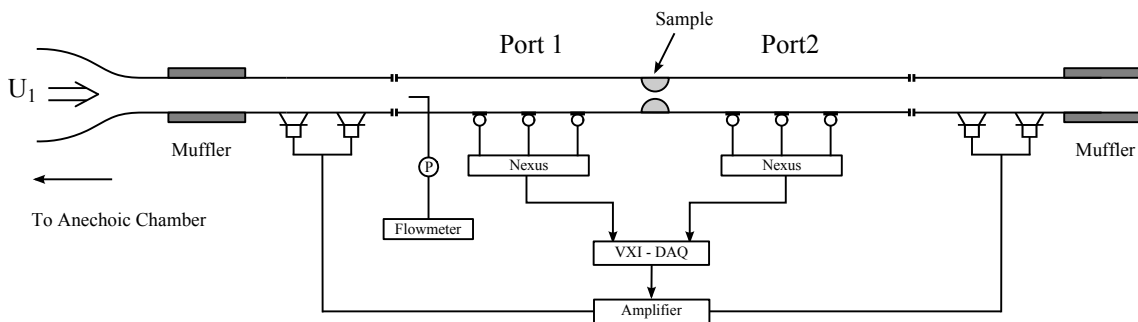 Sample
Port 1
Port2
U1
Muffler
Muffler
P
Nexus
Nexus
To Anechoic Chamber
Flowmeter
VXI - DAQ
Amplifier